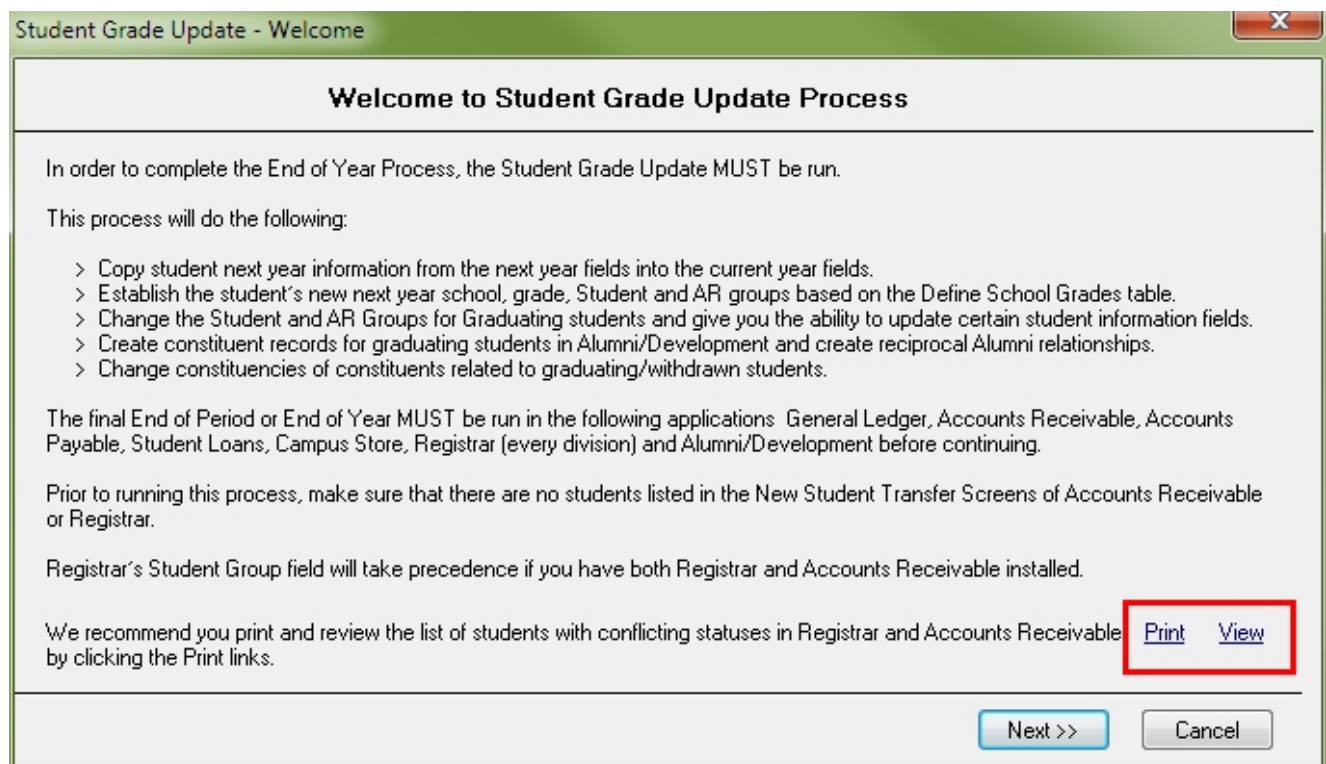 Student Grade Update - Welcome
Welcome to Student Grade Update Process
In order to complete the End of Year Process, the Student Grade Update MUST be run.
This process will do the following:
> Copy student next year information from the next year fields into the current year fields.
> Establish the student's new next year school, grade, Student and AR groups based on the Define School Grades table.
> Change the Student and AR Groups for Graduating students and give you the ability to update certain student information fields.
> Create constituent records for graduating students in Alumni/Development and create reciprocal Alumni relationships.
> Change constituencies of constituents related to graduating/withdrawn students.
The final End of Period or End of Year MUST be run in the following applications  General Ledger, Accounts Receivable, Accounts
Payable, Student Loans, Campus Store, Registrar (every division) and Alumni/Development before continuing.
Prior to running this process, make sure that there are no students listed in the New Student Transfer Screens of Accounts Receivable
or Registrar.
Registrar's Student Group field will take precedence if you have both Registrar and Accounts Receivable installed.
We recommend you print and review the list of students with conflicting statuses in Registrar and Accounts Receivable Print View
by clicking the Print links.
Next >> Cancel